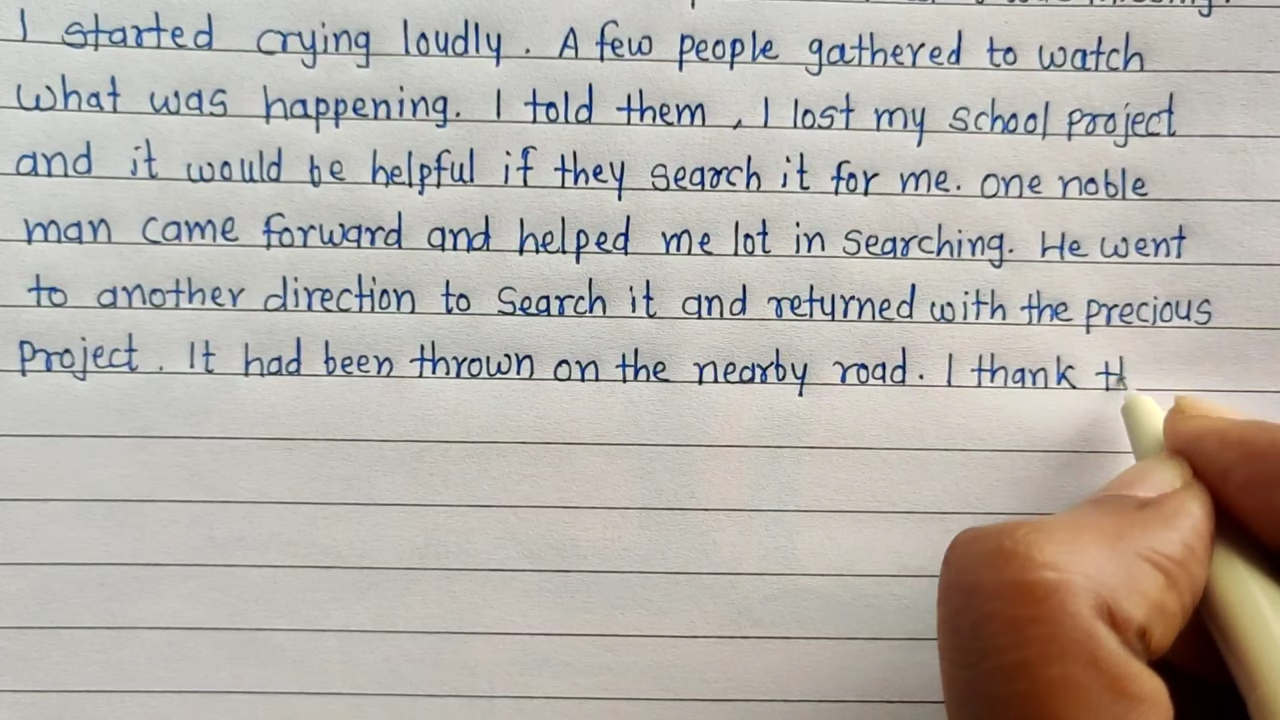 I started crying loudly. A few people gathered to watch
what was happening. I told them, I lost my school project
and it would be helpful if they search it for me. one noble
man came forward and helped me lot in searching. He went
to another direction to search it and returned with the precious
project. It had been thrown on the nearby road. I thank th